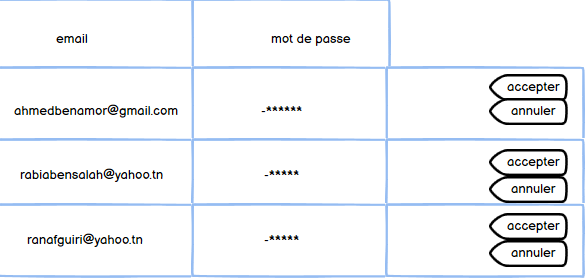 email mot de passe
accepter
ahmedbenamor@gmail.com -****** annuler
accepter
rabiabensalah@yahoo.tn -*****
annuler
accepter
ranafguiri@yahoo.tn -*****
annuler